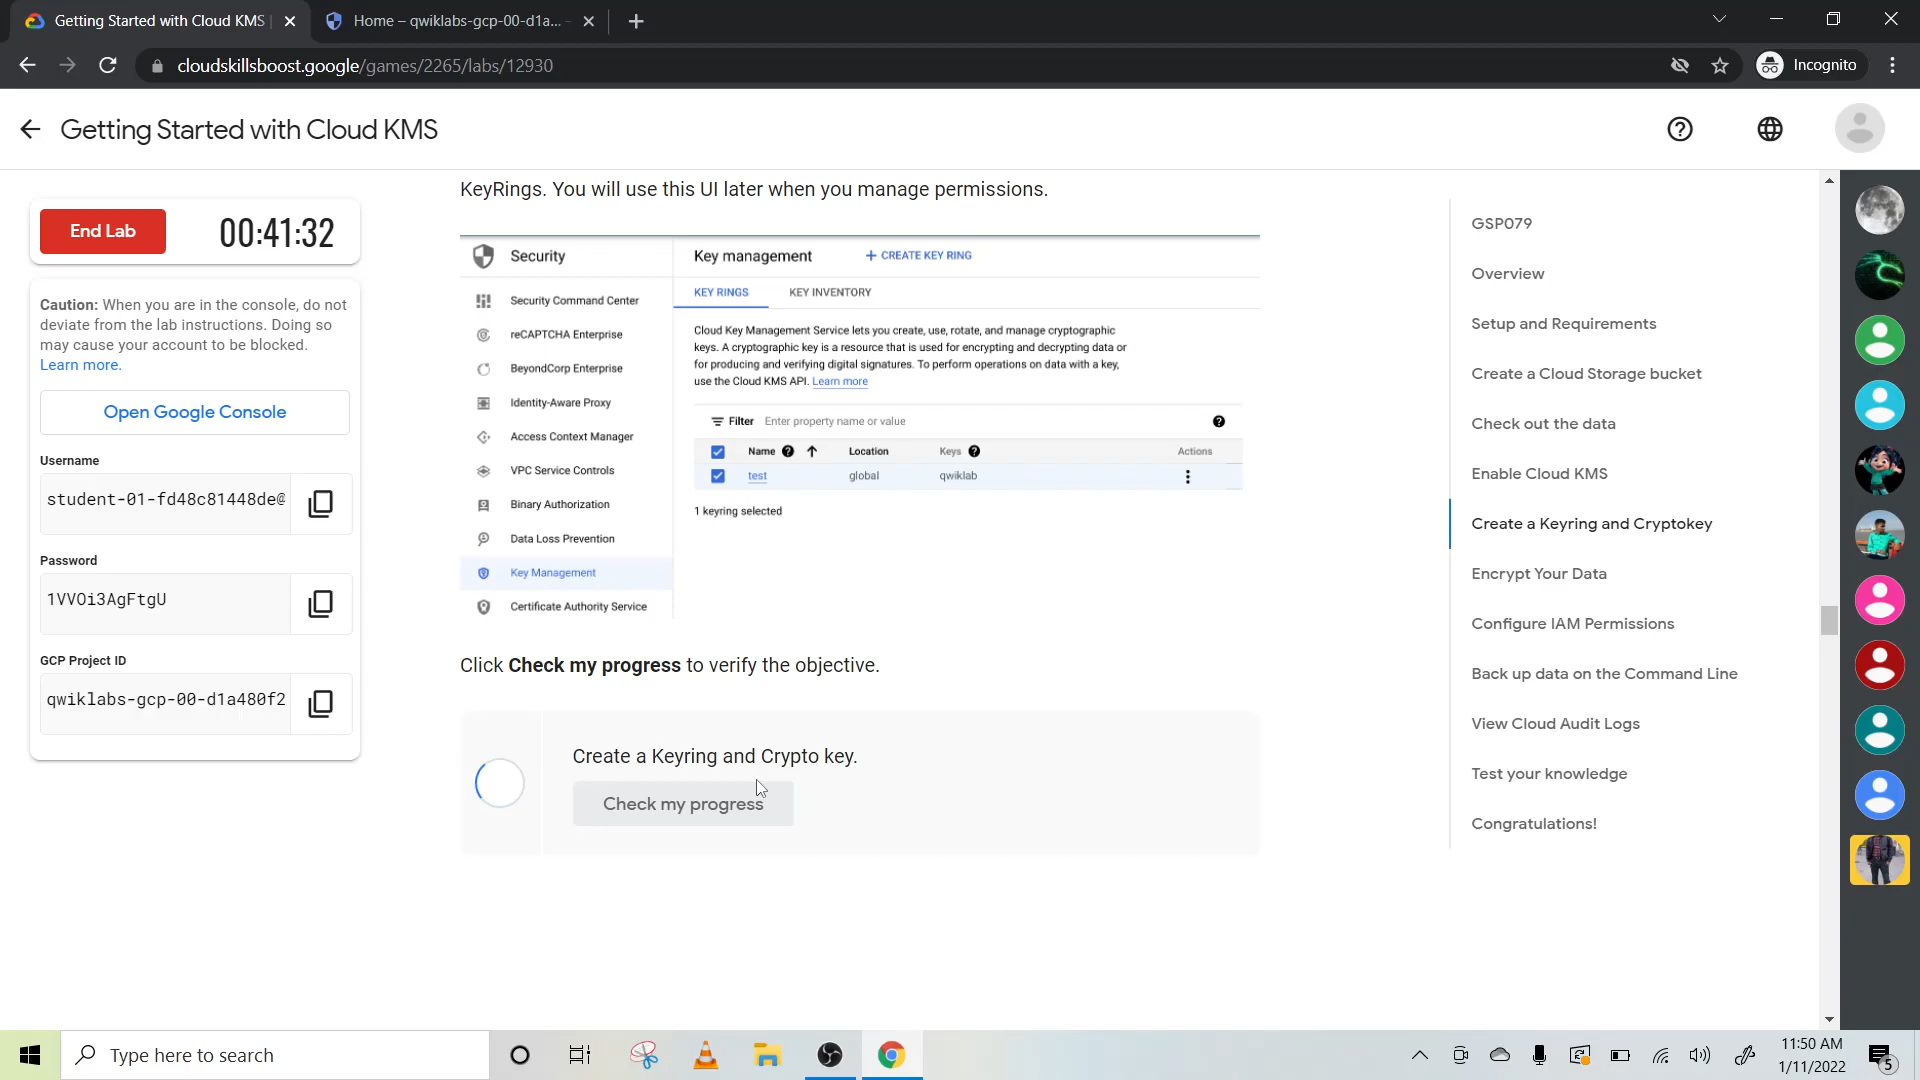 Getting Started with Cloud KMS |
Home – qwiklabs-gcp-00-d1a... –
cloudskillsboost.google/games/2265/labs/12930
Incognito
Getting Started with Cloud KMS
End Lab
00:41:32
Caution: When you are in the console, do not
deviate from the lab instructions. Doing so
may cause your account to be blocked.
Learn more.
Open Google Console
Username
student-01-fd48c81448de@
Password
1VVOi3AgFtgU
GCP Project ID
qwiklabs-gcp-00-d1a480f2
KeyRings. You will use this UI later when you manage permissions.
Security
Security Command Center
reCAPTCHA Enterprise
BeyondCorp Enterprise
Identity-Aware Proxy
Access Context Manager
VPC Service Controls
Binary Authorization
Data Loss Prevention
Key Management
Certificate Authority Service
Key management
+ CREATE KEY RING
KEY RINGS
KEY INVENTORY
Cloud Key Management Service lets you create, use, rotate, and manage cryptographic
keys. A cryptographic key is a resource that is used for encrypting and decrypting data or
for producing and verifying digital signatures. To perform operations on data with a key,
use the Cloud KMS API. Learn more
Filter Enter property name or value
Name Location Keys Actions
test global qwiklab
1 keyring selected
Click Check my progress to verify the objective.
Create a Keyring and Crypto key.
Check my progress
GSP079
Overview
Setup and Requirements
Create a Cloud Storage bucket
Check out the data
Enable Cloud KMS
Create a Keyring and Cryptokey
Encrypt Your Data
Configure IAM Permissions
Back up data on the Command Line
View Cloud Audit Logs
Test your knowledge
Congratulations!
Type here to search
11:50 AM
1/11/2022
5